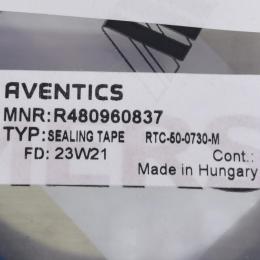 AVENTICS
MNR: R480960837
TYP: SEALING TAPE RTC-50-0730-M
FD: 23W21 Cont.:
Made in Hungary